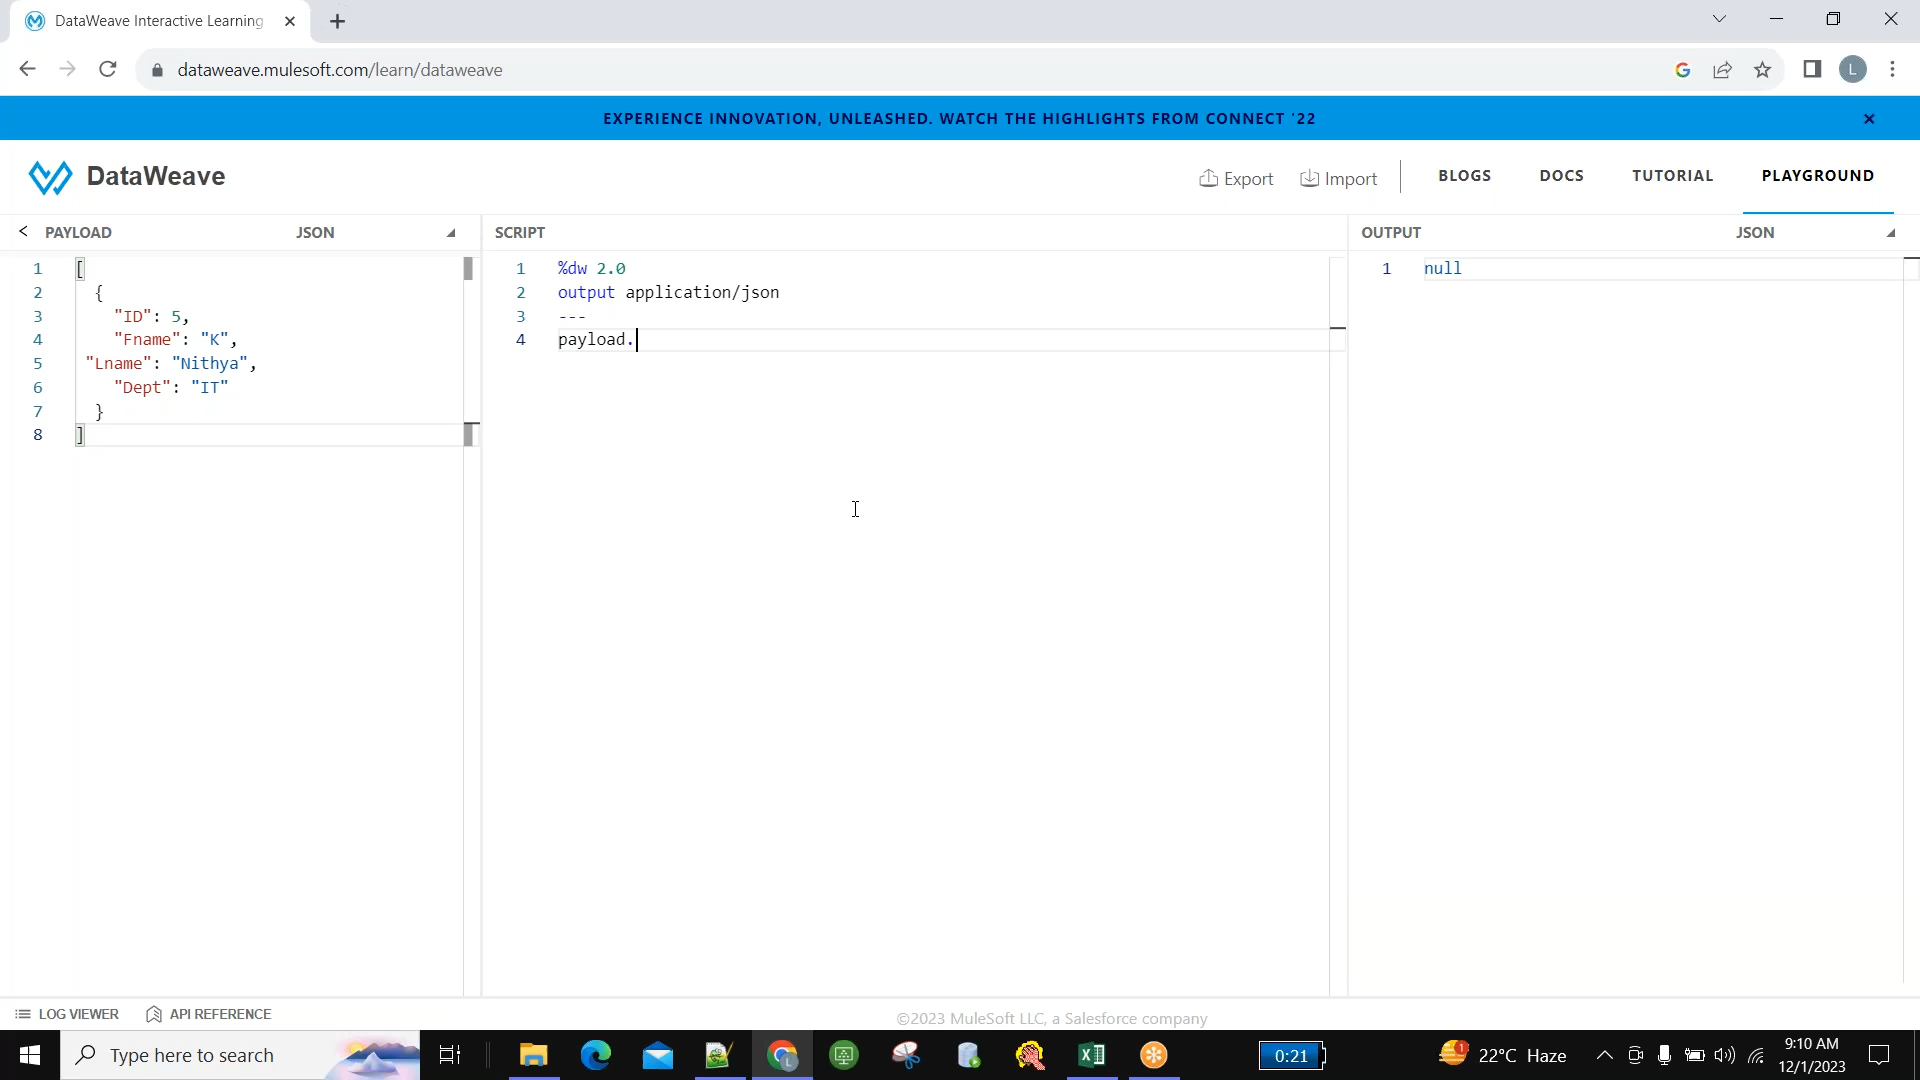 DataWeave Interactive Learning
dataweave.mulesoft.com/learn/dataweave
L
EXPERIENCE INNOVATION, UNLEASHED. WATCH THE HIGHLIGHTS FROM CONNECT '22
DataWeave
Export
Import
BLOGS
DOCS
TUTORIAL
PLAYGROUND
PAYLOAD
JSON
1 [
2 {
3 "ID": 5,
4 "Fname": "K",
5 "Lname": "Nithya",
6 "Dept": "IT"
7 }
8 ]
SCRIPT
1 %dw 2.0
2 output application/json
3 ---
4 payload.
OUTPUT
JSON
1 null
LOG VIEWER
API REFERENCE
©2023 MuleSoft LLC, a Salesforce company
Type here to search
0:21
1
22°C Haze
9:10 AM
12/1/2023